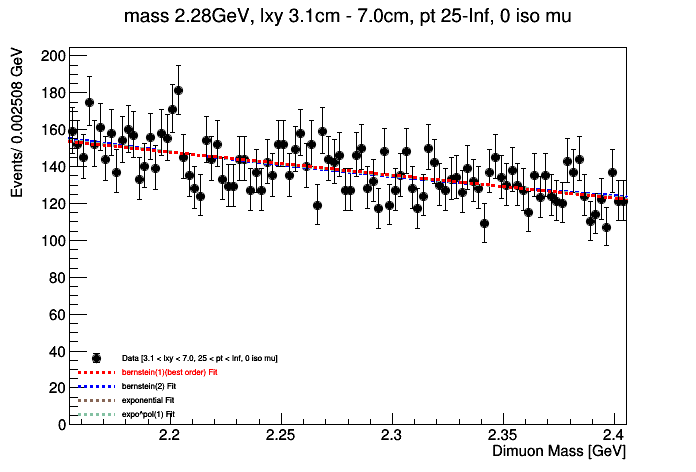 mass 2.28GeV, lxy 3.1cm - 7.0cm, pt 25-Inf, 0 iso mu
Events/ 0.002508 GeV
200
180
160
140
120
100
80
60
40
20
0
Data [3.1 < lxy < 7.0, 25 < pt < Inf, 0 iso mu]
bernstein(1)(best order) Fit
bernstein(2) Fit
exponential Fit
expo*pol(1) Fit
2.2 2.25 2.3 2.35 2.4
Dimuon Mass [GeV]